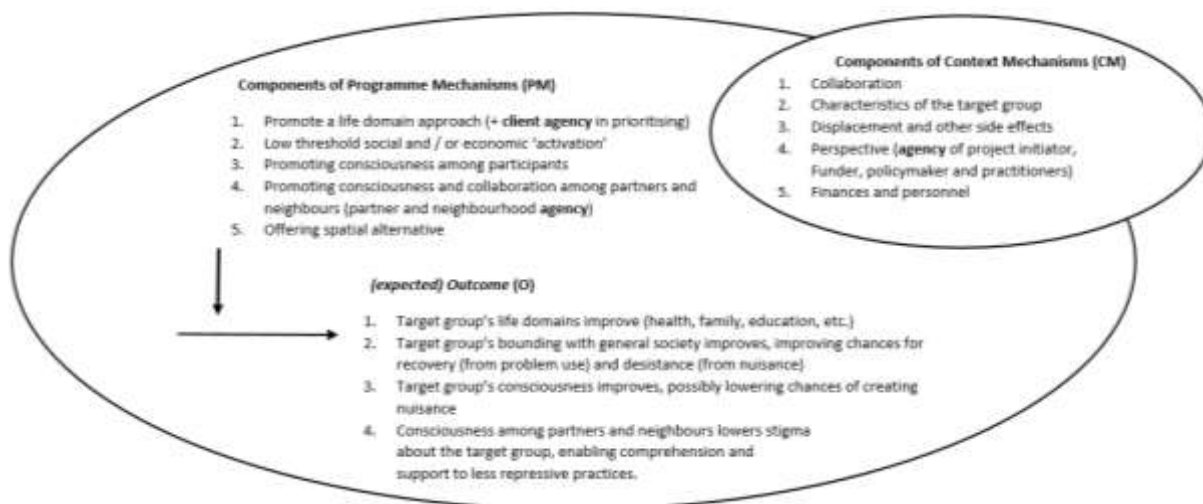 Components of Programme Mechanisms (PM)
1. Promote a life domain approach (+ client agency in prioritising)
2. Low threshold social and / or economic 'activation'
3. Promoting consciousness among participants
4. Promoting consciousness and collaboration among partners and
neighbours (partner and neighbourhood agency)
5. Offering spatial alternative
Components of Context Mechanisms (CM)
1. Collaboration
2. Characteristics of the target group
3. Displacement and other side effects
4. Perspective (agency of project initiator,
Funder, policymaker and practitioners)
5. Finances and personnel
(expected) Outcome (O)
1. Target group's life domains improve (health, family, education, etc.)
2. Target group's bounding with general society improves, improving chances for
recovery (from problem use) and desistance (from nuisance)
3. Target group's consciousness improves, possibly lowering chances of creating
nuisance
4. Consciousness among partners and neighbours lowers stigma
about the target group, enabling comprehension and
support to less repressive practices.